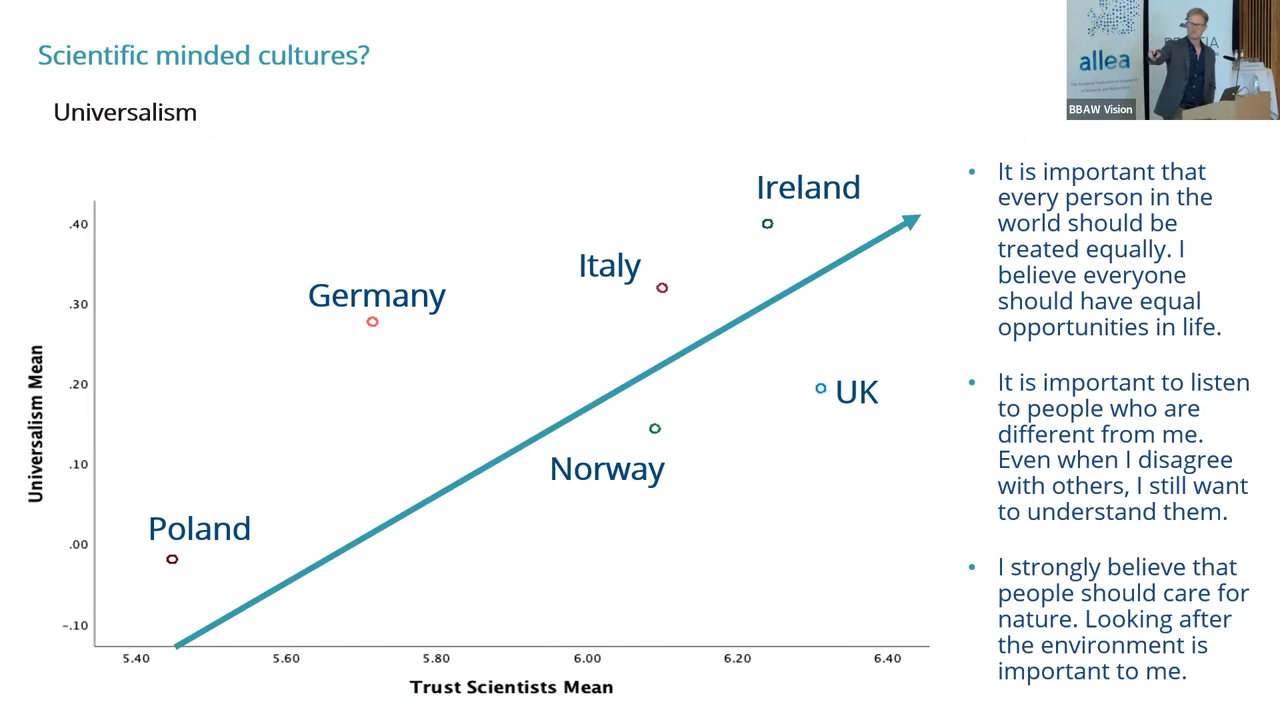 Scientific minded cultures?
Universalism
allea
BBAW Vision
Ireland
Italy
Germany
UK
Norway
Poland
.40
.30
.20
.10
.00
-.10
Universalism Mean
5.40
5.60
5.80
6.00
6.20
6.40
Trust Scientists Mean
• It is important that
every person in the
world should be
treated equally. I
believe everyone
should have equal
opportunities in life.
• It is important to listen
to people who are
different from me.
Even when I disagree
with others, I still want
to understand them.
• I strongly believe that
people should care for
nature. Looking after
the environment is
important to me.